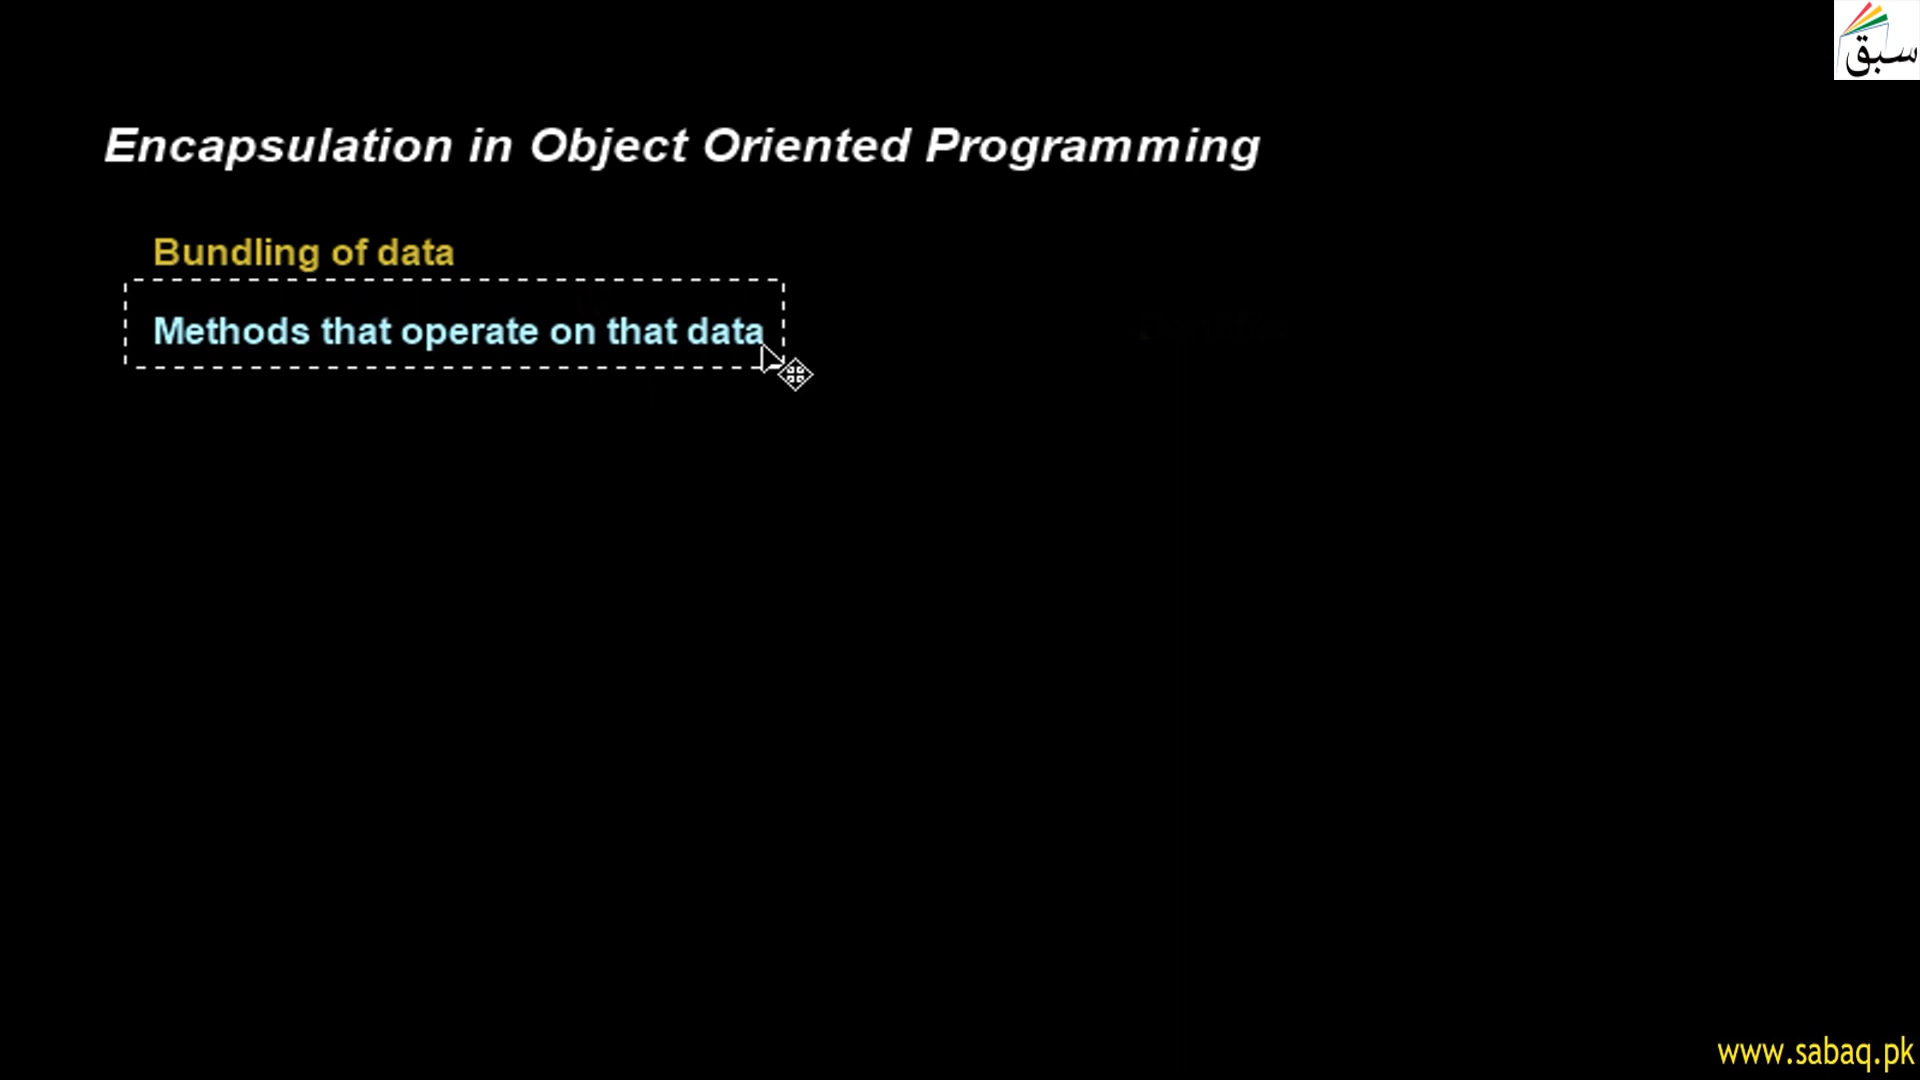 سبق
Encapsulation in Object Oriented Programming
Bundling of data
Methods that operate on that data
www.sabaq.pk